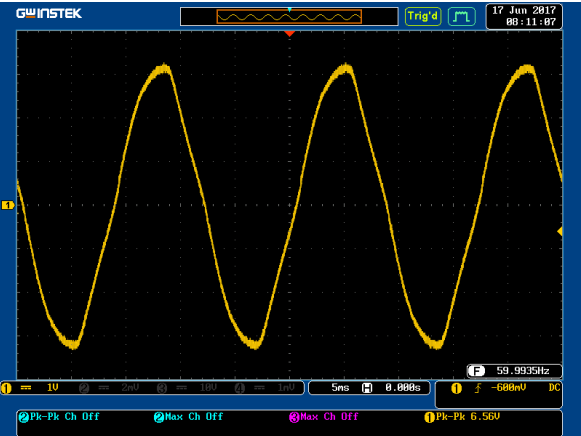 GWINSTEK Trig'd 17 Jun 2017
08:11:07
1
F 59.9935Hz
1 1V 2 2mV 3 10V 4 1mV 5ms H 0.000s 1 -600mV DC
2 Pk-Pk Ch Off 2 Max Ch Off 3 Max Ch Off 1 Pk-Pk 6.56V